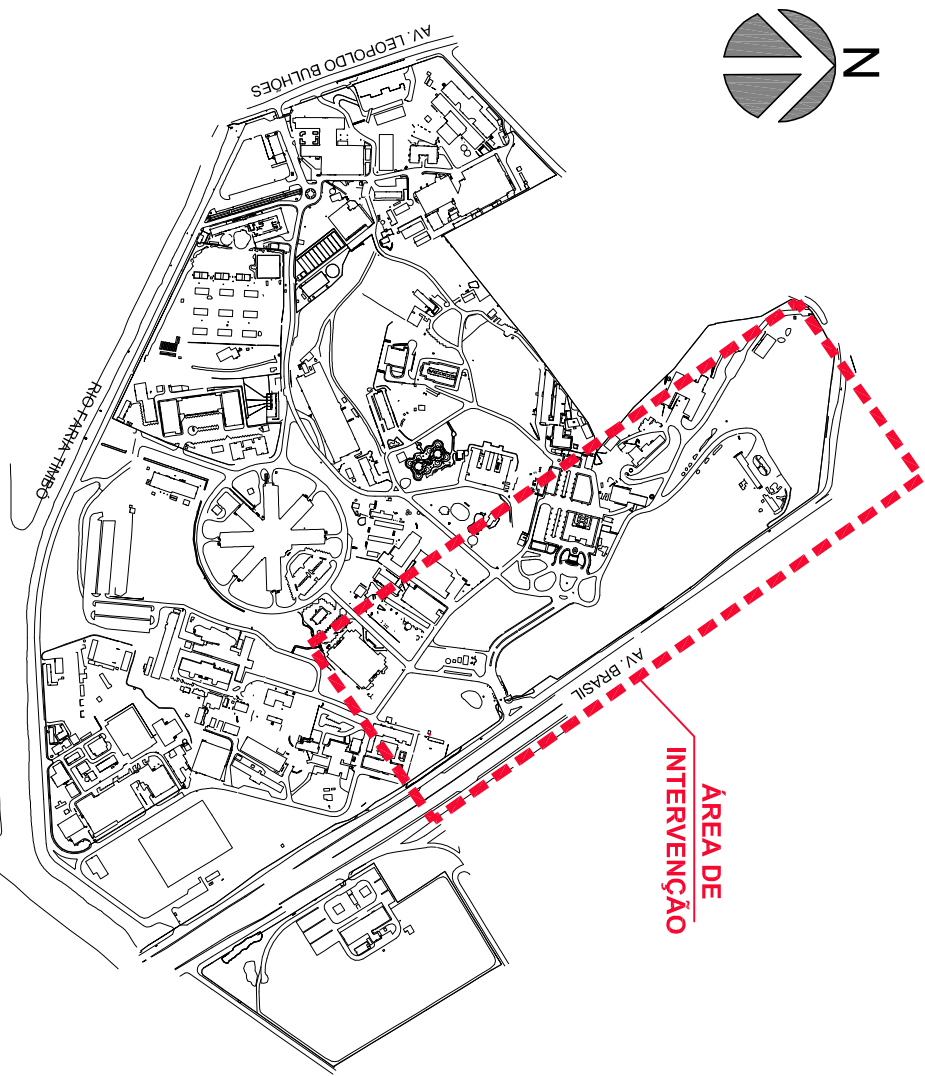 AV. LEOPOLDO BULHÕES
N
RIO FARIA TIMBÓ
AV. BRASIL
ÁREA DE
INTERVENÇÃO